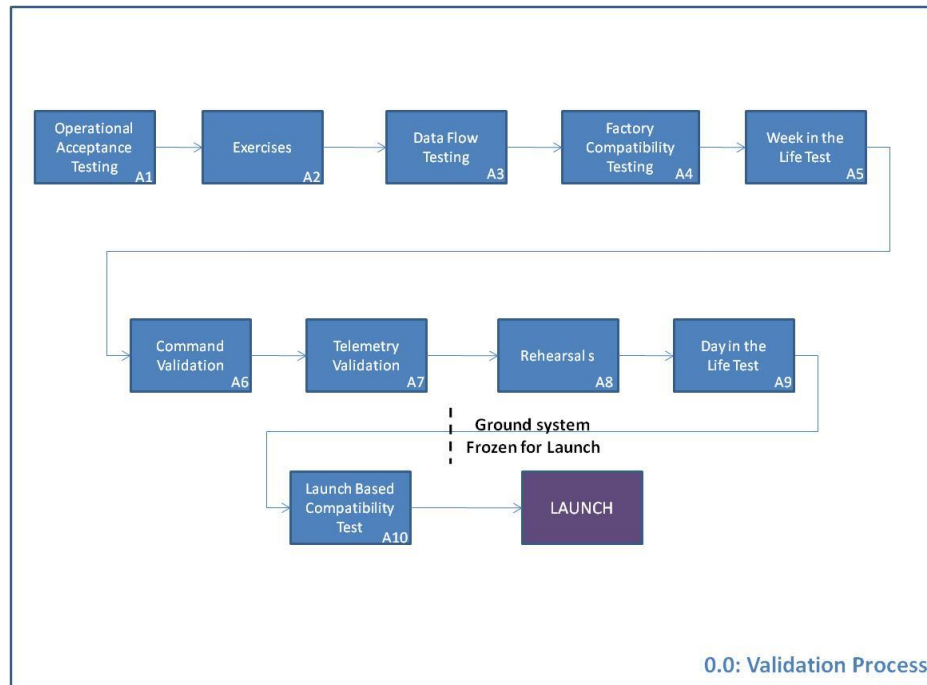 Operational
Acceptance
Testing
A1
Exercises
A2
Data Flow
Testing
A3
Factory
Compatibility
Testing
A4
Week in the
Life Test
A5
Command
Validation
A6
Telemetry
Validation
A7
Rehearsal s
A8
Day in the
Life Test
A9
Ground system
Frozen for Launch
Launch Based
Compatibility
Test
A10
LAUNCH
0.0: Validation Process